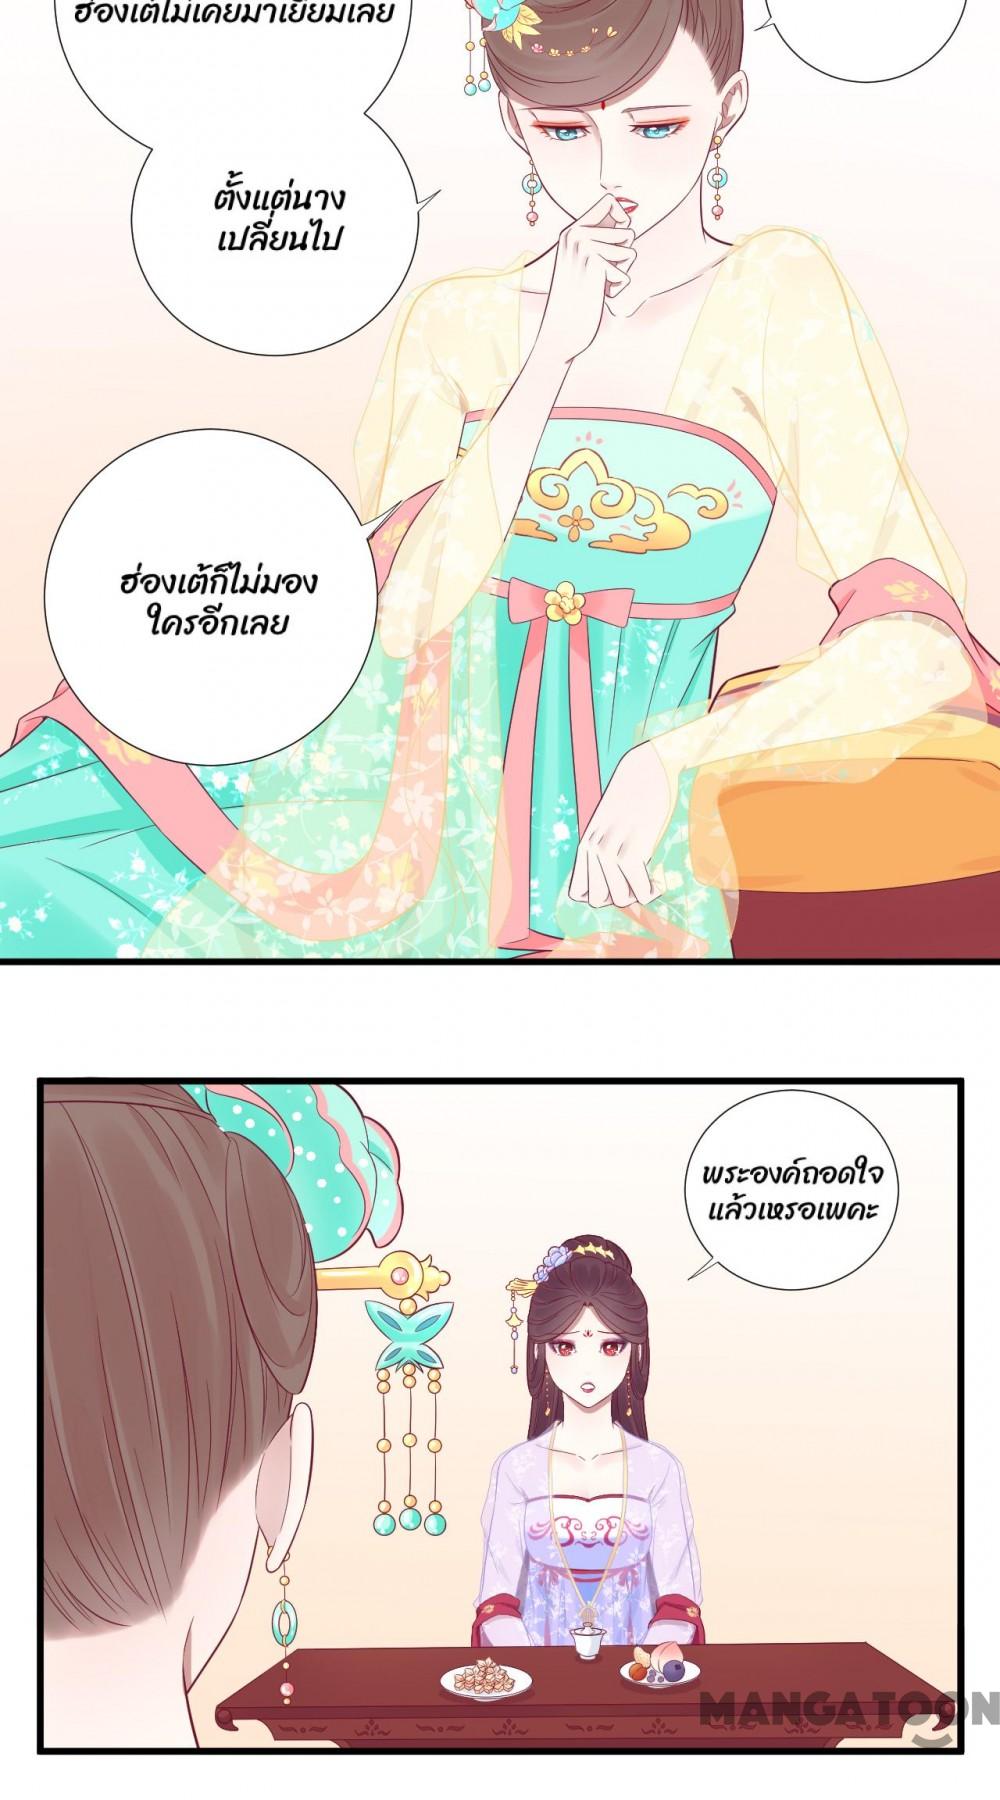 ฮ่องเต้ไม่เคยมาเยี่ยมเลย
ตั้งแต่นาง
เปลี่ยนไป
ฮ่องเต้ก็ไม่มอง
ใครอีกเลย
พระองค์ถอดใจ
แล้วเหรอเพคะ
MANGATOON